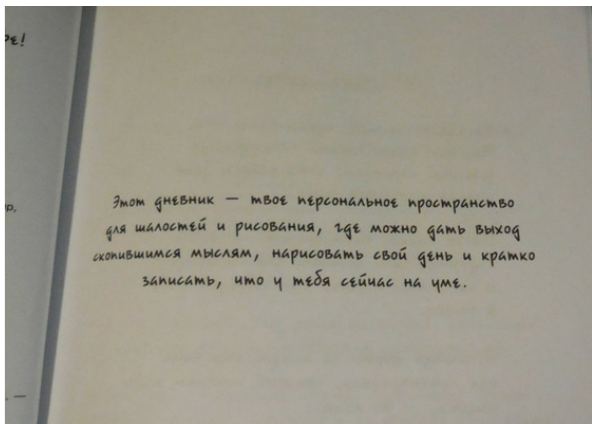 Этот дневник — твое персональное пространство
для шалостей и рисования, где можно дать выход
скопившимся мыслям, нарисовать свой день и кратко
записать, что у тебя сейчас на уме.